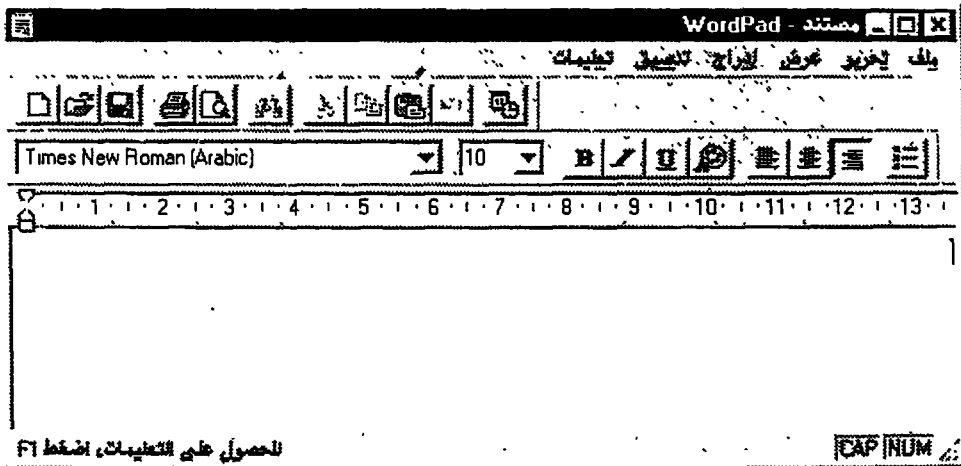 مستند - WordPad
ملف تحرير عرض إدراج تنسيق تعليمات
Times New Roman (Arabic) 10 B I U
1 2 3 4 5 6 7 8 9 10 11 12 13
للحصول على التعليمات، اضغط F1 CAP NUM